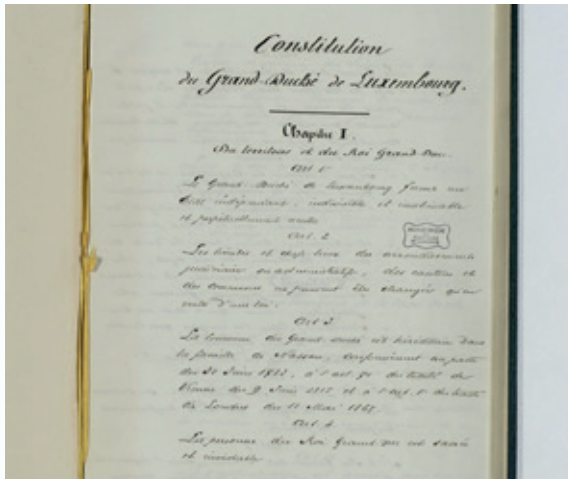 Constitution
du Grand-Duché de Luxembourg.
Chapitre I.
Du territoire et du Roi Grand-Duc.
Art. 1er
Le Grand-Duché de Luxembourg forme un
État indépendant, indivisible et inaliénable
et perpétuellement neutre
Art. 2
Les limites et chefs-lieux des arrondissements
judiciaires ou administratifs, des cantons et
des communes ne peuvent être changés qu'en
vertu d'une loi.
Art. 3
La couronne du Grand-Duché est héréditaire dans
la famille de Nassau, conformément au pacte
du 30 Juin 1783, à l'art. 71 du traité de
Vienne du 9 Juin 1815 et à l'art. 1er du traité
de Londres du 11 Mai 1867.
Art. 4
La personne du Roi Grand-Duc est sacrée
et inviolable